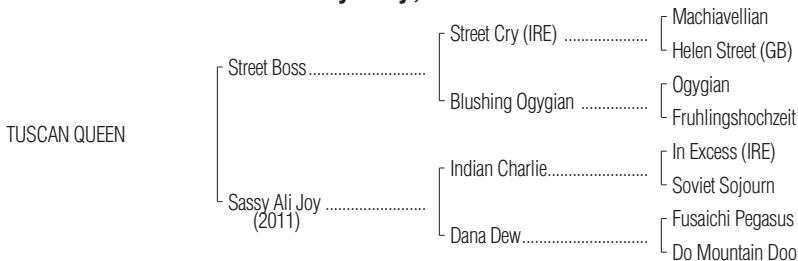 Machiavellian
Street Cry (IRE) ....................
Helen Street (GB)
Street Boss............................
Ogygian
Blushing Ogygian ................
Fruhlingshochzeit
TUSCAN QUEEN
In Excess (IRE)
Indian Charlie........................
Soviet Sojourn
Sassy Ali Joy ........................
(2011)
Fusaichi Pegasus
Dana Dew..............................
Do Mountain Doo